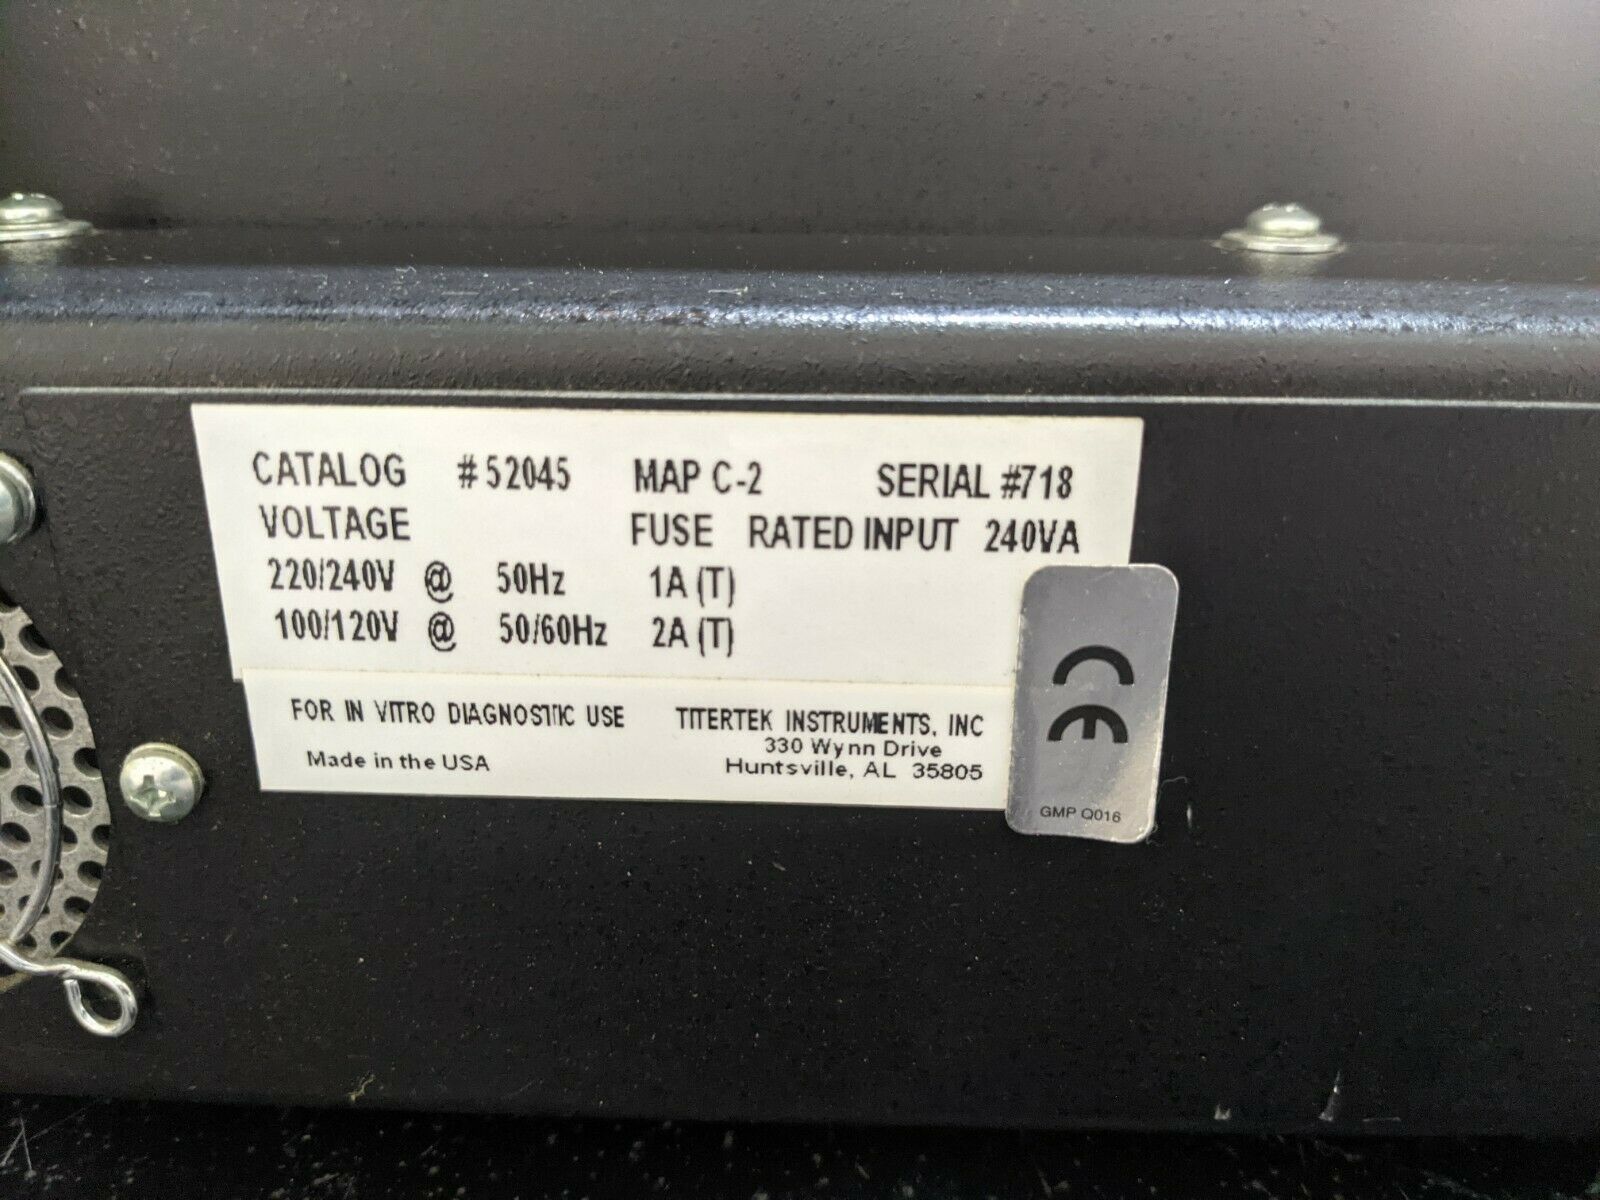 CATALOG #52045 MAP C-2 SERIAL #718
VOLTAGE FUSE RATED INPUT 240VA
220/240V @ 50Hz 1A (T)
100/120V @ 50/60Hz 2A (T)
FOR IN VITRO DIAGNOSTIC USE TITERTEK INSTRUMENTS, INC
330 Wynn Drive
Made in the USA Huntsville, AL 35805
CE
GMP Q016